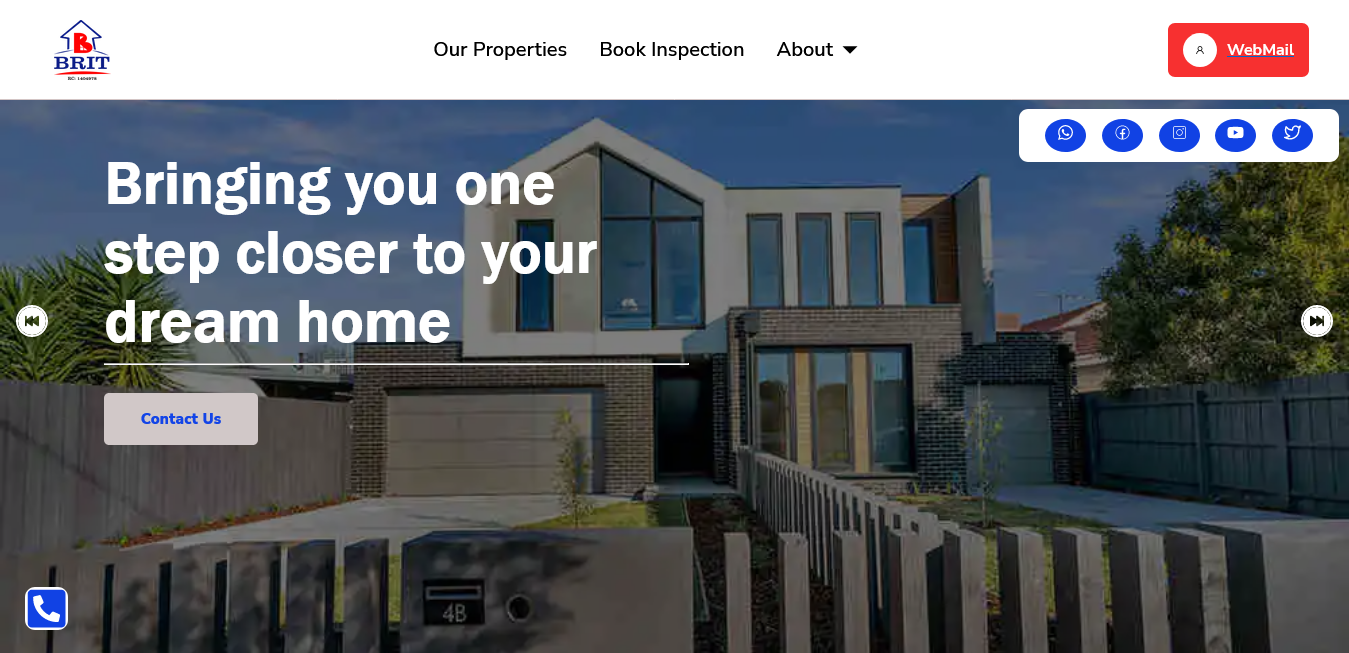 B
BRIT
RC: 1404978
Our Properties
Book Inspection
About
WebMail
Bringing you one
step closer to your
dream home
Contact Us
4B